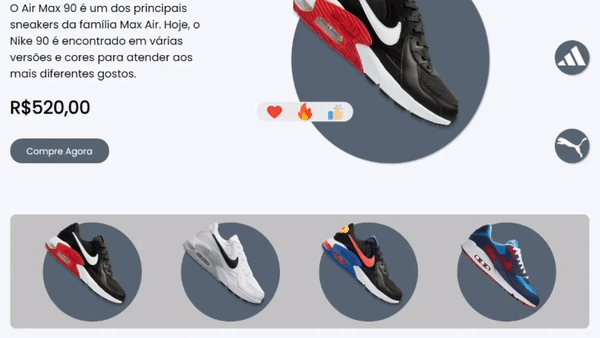 O Air Max 90 é um dos principais
sneakers da família Max Air. Hoje, o
Nike 90 é encontrado em várias
versões e cores para atender aos
mais diferentes gostos.
R$520,00
Compre Agora